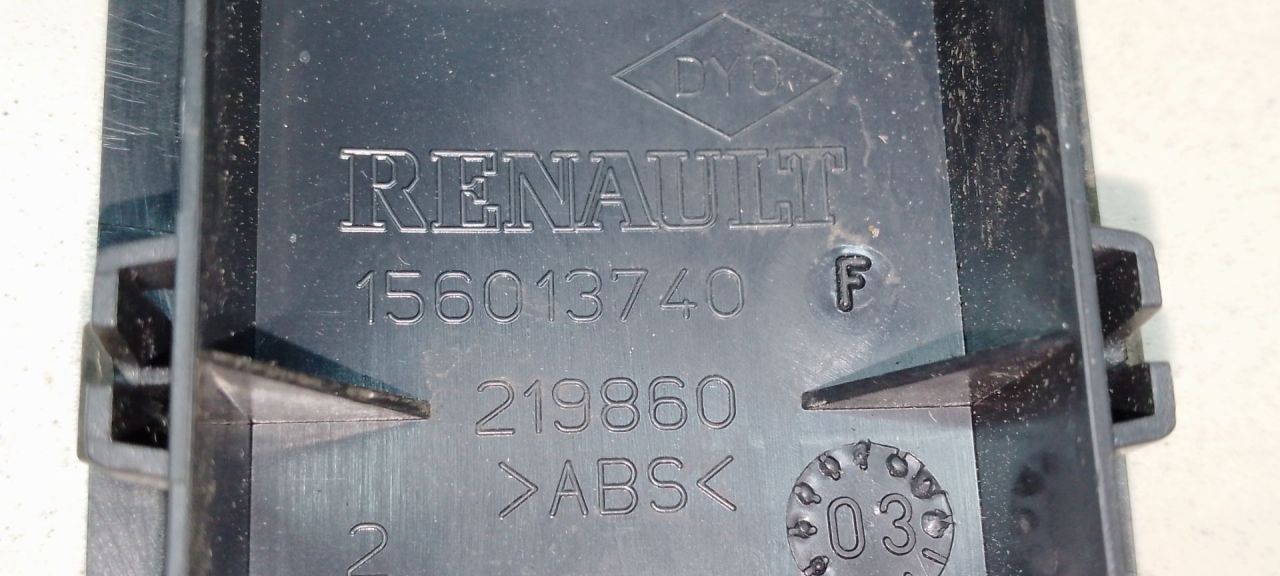 DYO
RENAULT
156013740 F
219860
>ABS<
03
2